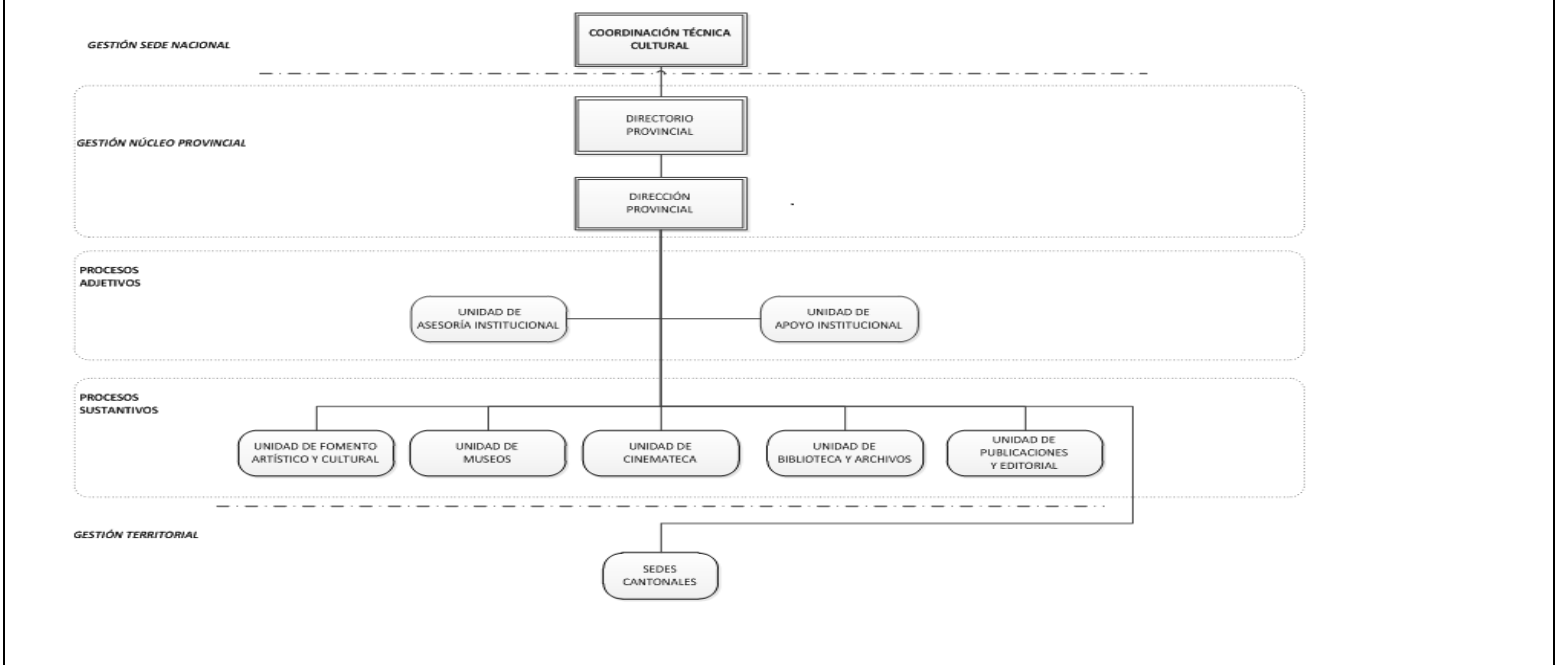 GESTIÓN SEDE NACIONAL
COORDINACIÓN TÉCNICA
CULTURAL
GESTIÓN NÚCLEO PROVINCIAL
DIRECTORIO
PROVINCIAL
DIRECCIÓN
PROVINCIAL
PROCESOS
ADJETIVOS
UNIDAD DE
ASESORÍA INSTITUCIONAL
UNIDAD DE
APOYO INSTITUCIONAL
PROCESOS
SUSTANTIVOS
UNIDAD DE FOMENTO
ARTÍSTICO Y CULTURAL
UNIDAD DE
MUSEOS
UNIDAD DE
CINEMATECA
UNIDAD DE
BIBLIOTECA Y ARCHIVOS
UNIDAD DE
PUBLICACIONES
Y EDITORIAL
GESTIÓN TERRITORIAL
SEDES
CANTONALES